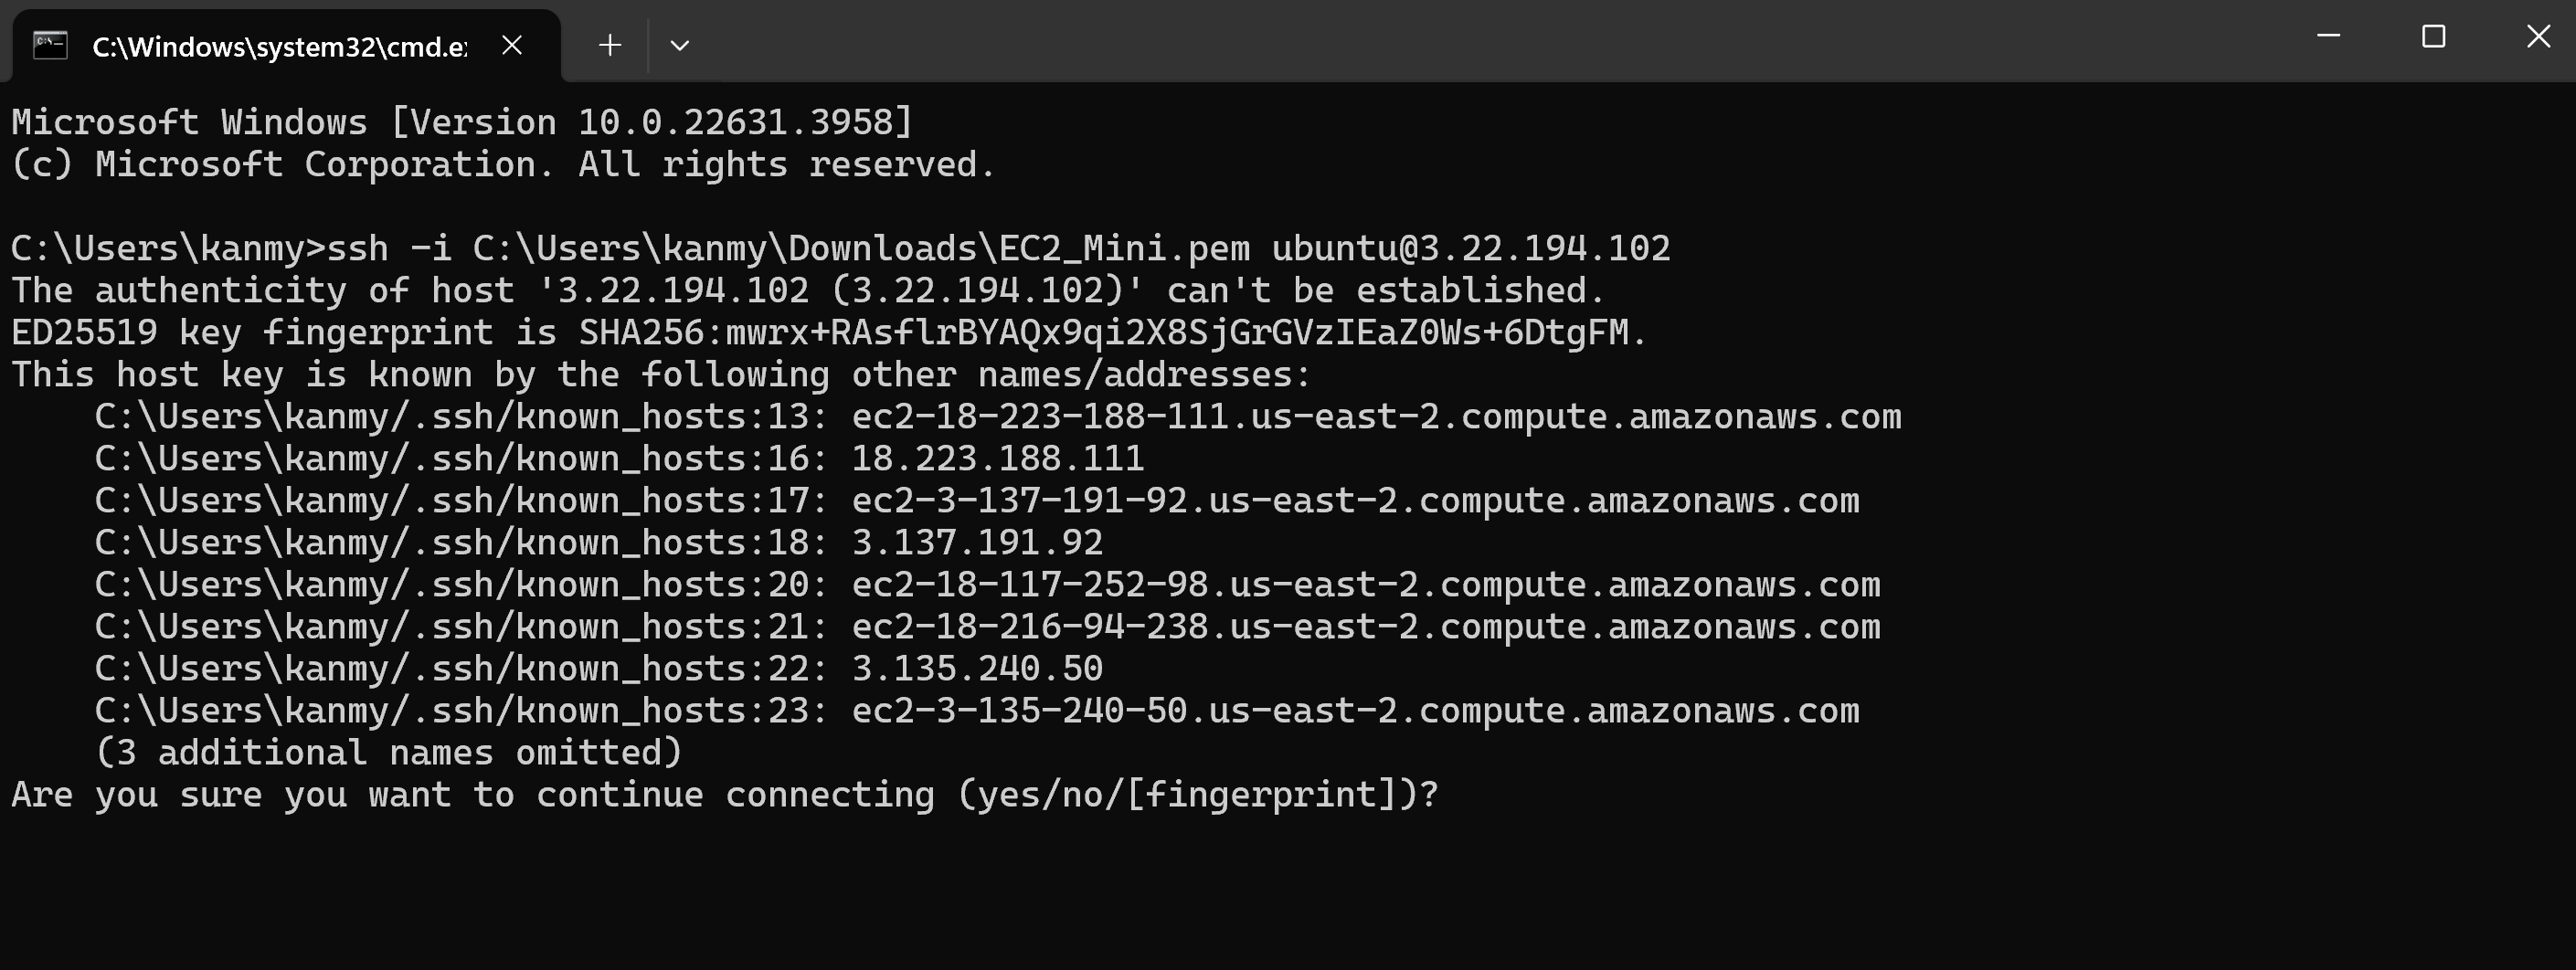 C:\Windows\system32\cmd.e
Microsoft Windows [Version 10.0.22631.3958]
(c) Microsoft Corporation. All rights reserved.
C:\Users\kanmy>ssh -i C:\Users\kanmy\Downloads\EC2_Mini.pem ubuntu@3.22.194.102
The authenticity of host '3.22.194.102 (3.22.194.102)' can't be established.
ED25519 key fingerprint is SHA256:mwrx+RAsflrBYAQx9qi2X8SjGrGVzIEaZ0Ws+6DtgFM.
This host key is known by the following other names/addresses:
    C:\Users\kanmy/.ssh/known_hosts:13: ec2-18-223-188-111.us-east-2.compute.amazonaws.com
    C:\Users\kanmy/.ssh/known_hosts:16: 18.223.188.111
    C:\Users\kanmy/.ssh/known_hosts:17: ec2-3-137-191-92.us-east-2.compute.amazonaws.com
    C:\Users\kanmy/.ssh/known_hosts:18: 3.137.191.92
    C:\Users\kanmy/.ssh/known_hosts:20: ec2-18-117-252-98.us-east-2.compute.amazonaws.com
    C:\Users\kanmy/.ssh/known_hosts:21: ec2-18-216-94-238.us-east-2.compute.amazonaws.com
    C:\Users\kanmy/.ssh/known_hosts:22: 3.135.240.50
    C:\Users\kanmy/.ssh/known_hosts:23: ec2-3-135-240-50.us-east-2.compute.amazonaws.com
    (3 additional names omitted)
Are you sure you want to continue connecting (yes/no/[fingerprint])?